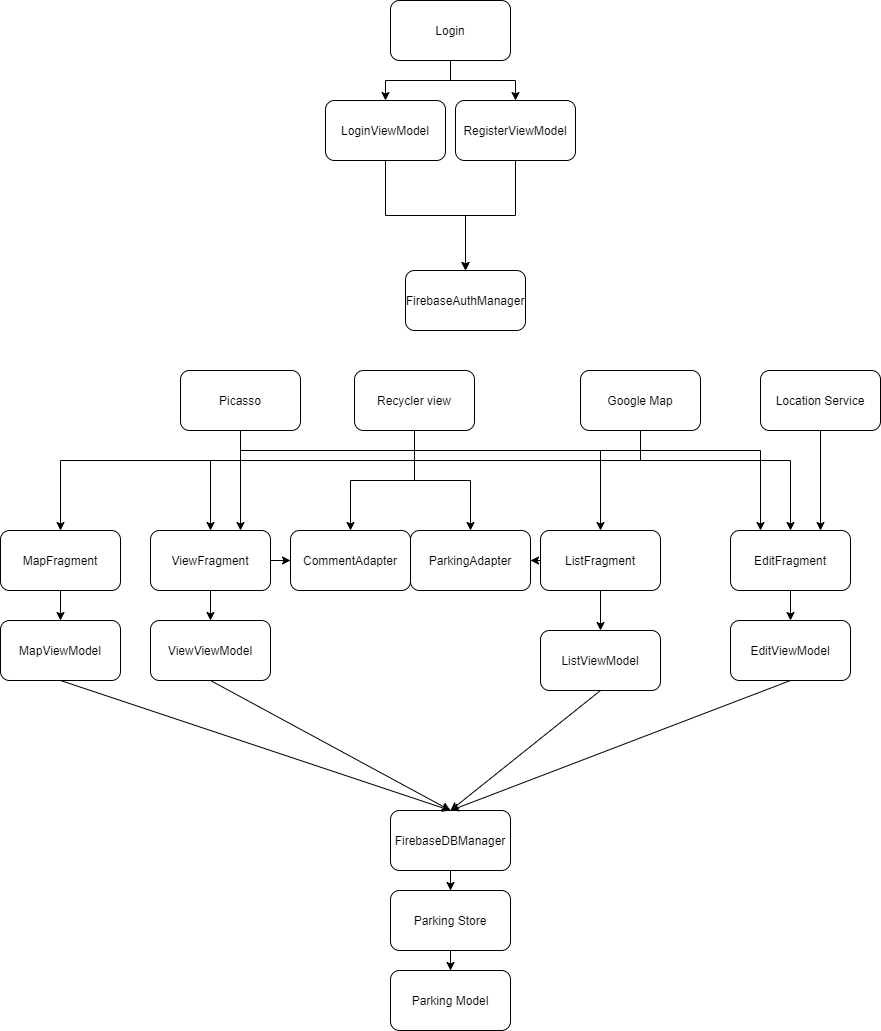 Login
LoginViewModel
RegisterViewModel
FirebaseAuthManager
Picasso
Recycler view
Google Map
Location Service
MapFragment
ViewFragment
CommentAdapter
ParkingAdapter
ListFragment
EditFragment
MapViewModel
ViewViewModel
ListViewModel
EditViewModel
FirebaseDBManager
Parking Store
Parking Model